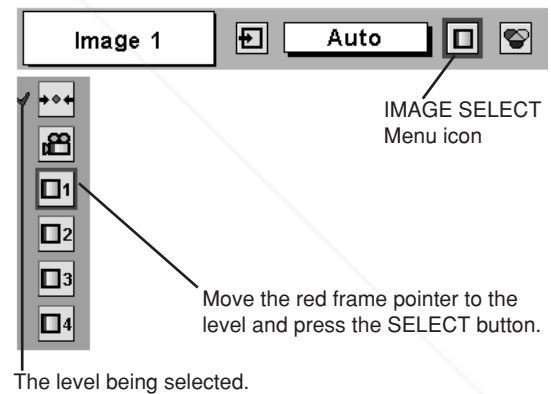 Image 1
Auto
IMAGE SELECT
Menu icon
1
2
3
4
Move the red frame pointer to the
level and press the SELECT button.
The level being selected.